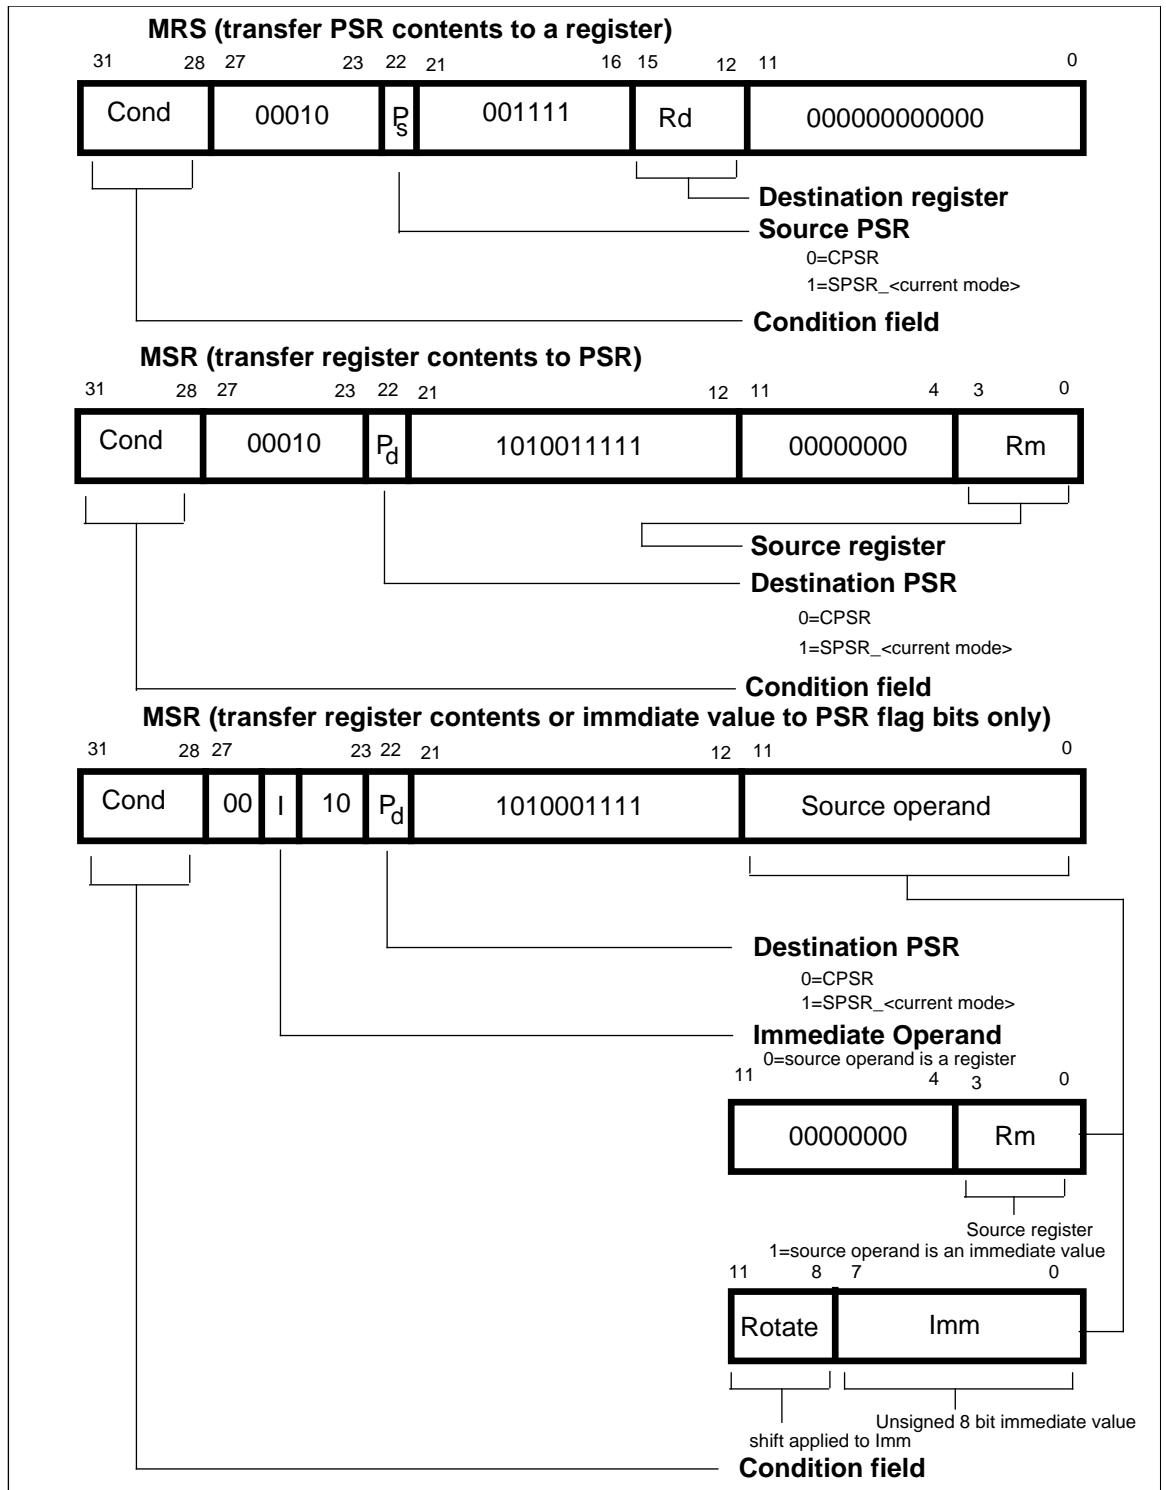 MRS (transfer PSR contents to a register)
31 28 27 23 22 21 16 15 12 11 0
Cond 00010 Ps 001111 Rd 000000000000
Destination register
Source PSR
0=CPSR
1=SPSR_<current mode>
Condition field
MSR (transfer register contents to PSR)
31 28 27 23 22 21 12 11 4 3 0
Cond 00010 Pd 1010011111 00000000 Rm
Source register
Destination PSR
0=CPSR
1=SPSR_<current mode>
Condition field
MSR (transfer register contents or immdiate value to PSR flag bits only)
31 28 27 23 22 21 12 11 0
Cond 00 I 10 Pd 1010001111 Source operand
Destination PSR
0=CPSR
1=SPSR_<current mode>
Immediate Operand
0=source operand is a register
11 4 3 0
00000000 Rm
Source register
1=source operand is an immediate value
11 8 7 0
Rotate Imm
Unsigned 8 bit immediate value
shift applied to Imm
Condition field